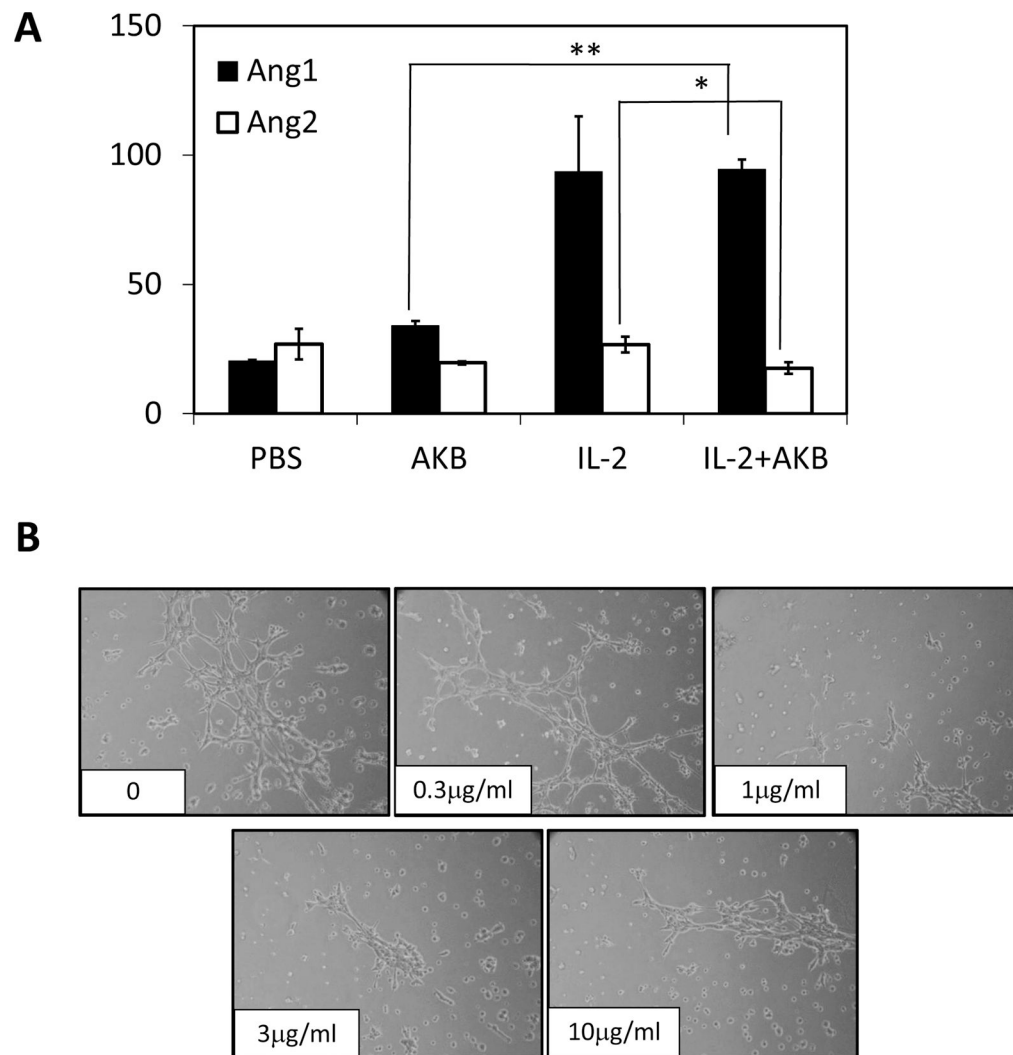 A
150
Ang1
Ang2
**
*
100
50
0
PBS AKB IL-2 IL-2+AKB
B
0
0.3μg/ml
1μg/ml
3μg/ml
10μg/ml